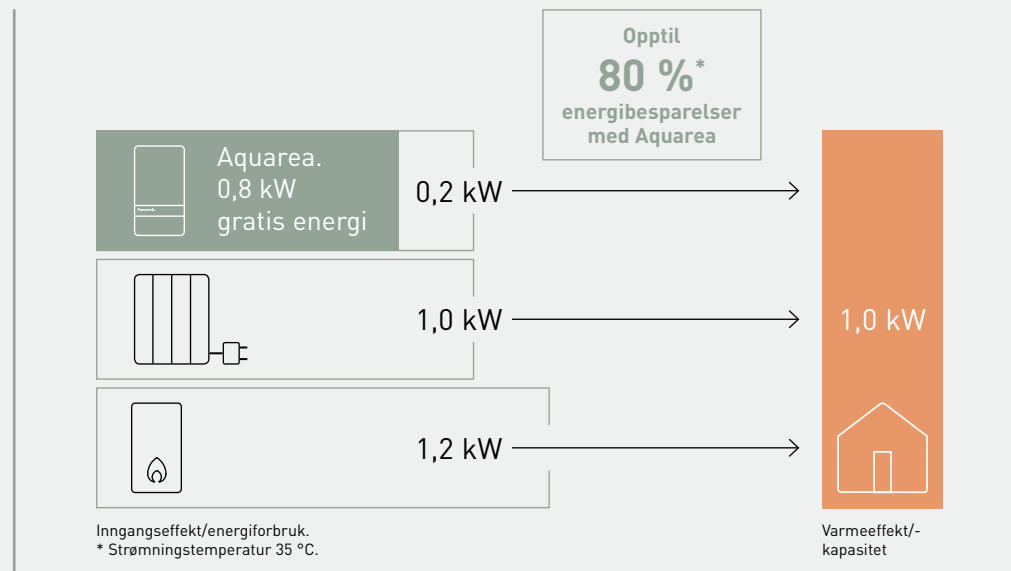 Opptil
80 %*
energibesparelser
med Aquarea
Aquarea.
0,8 kW
gratis energi
0,2 kW
1,0 kW
1,0 kW
1,2 kW
Inngangseffekt/energiforbruk.
* Strømningstemperatur 35 °C.
Varmeeffekt/-
kapasitet